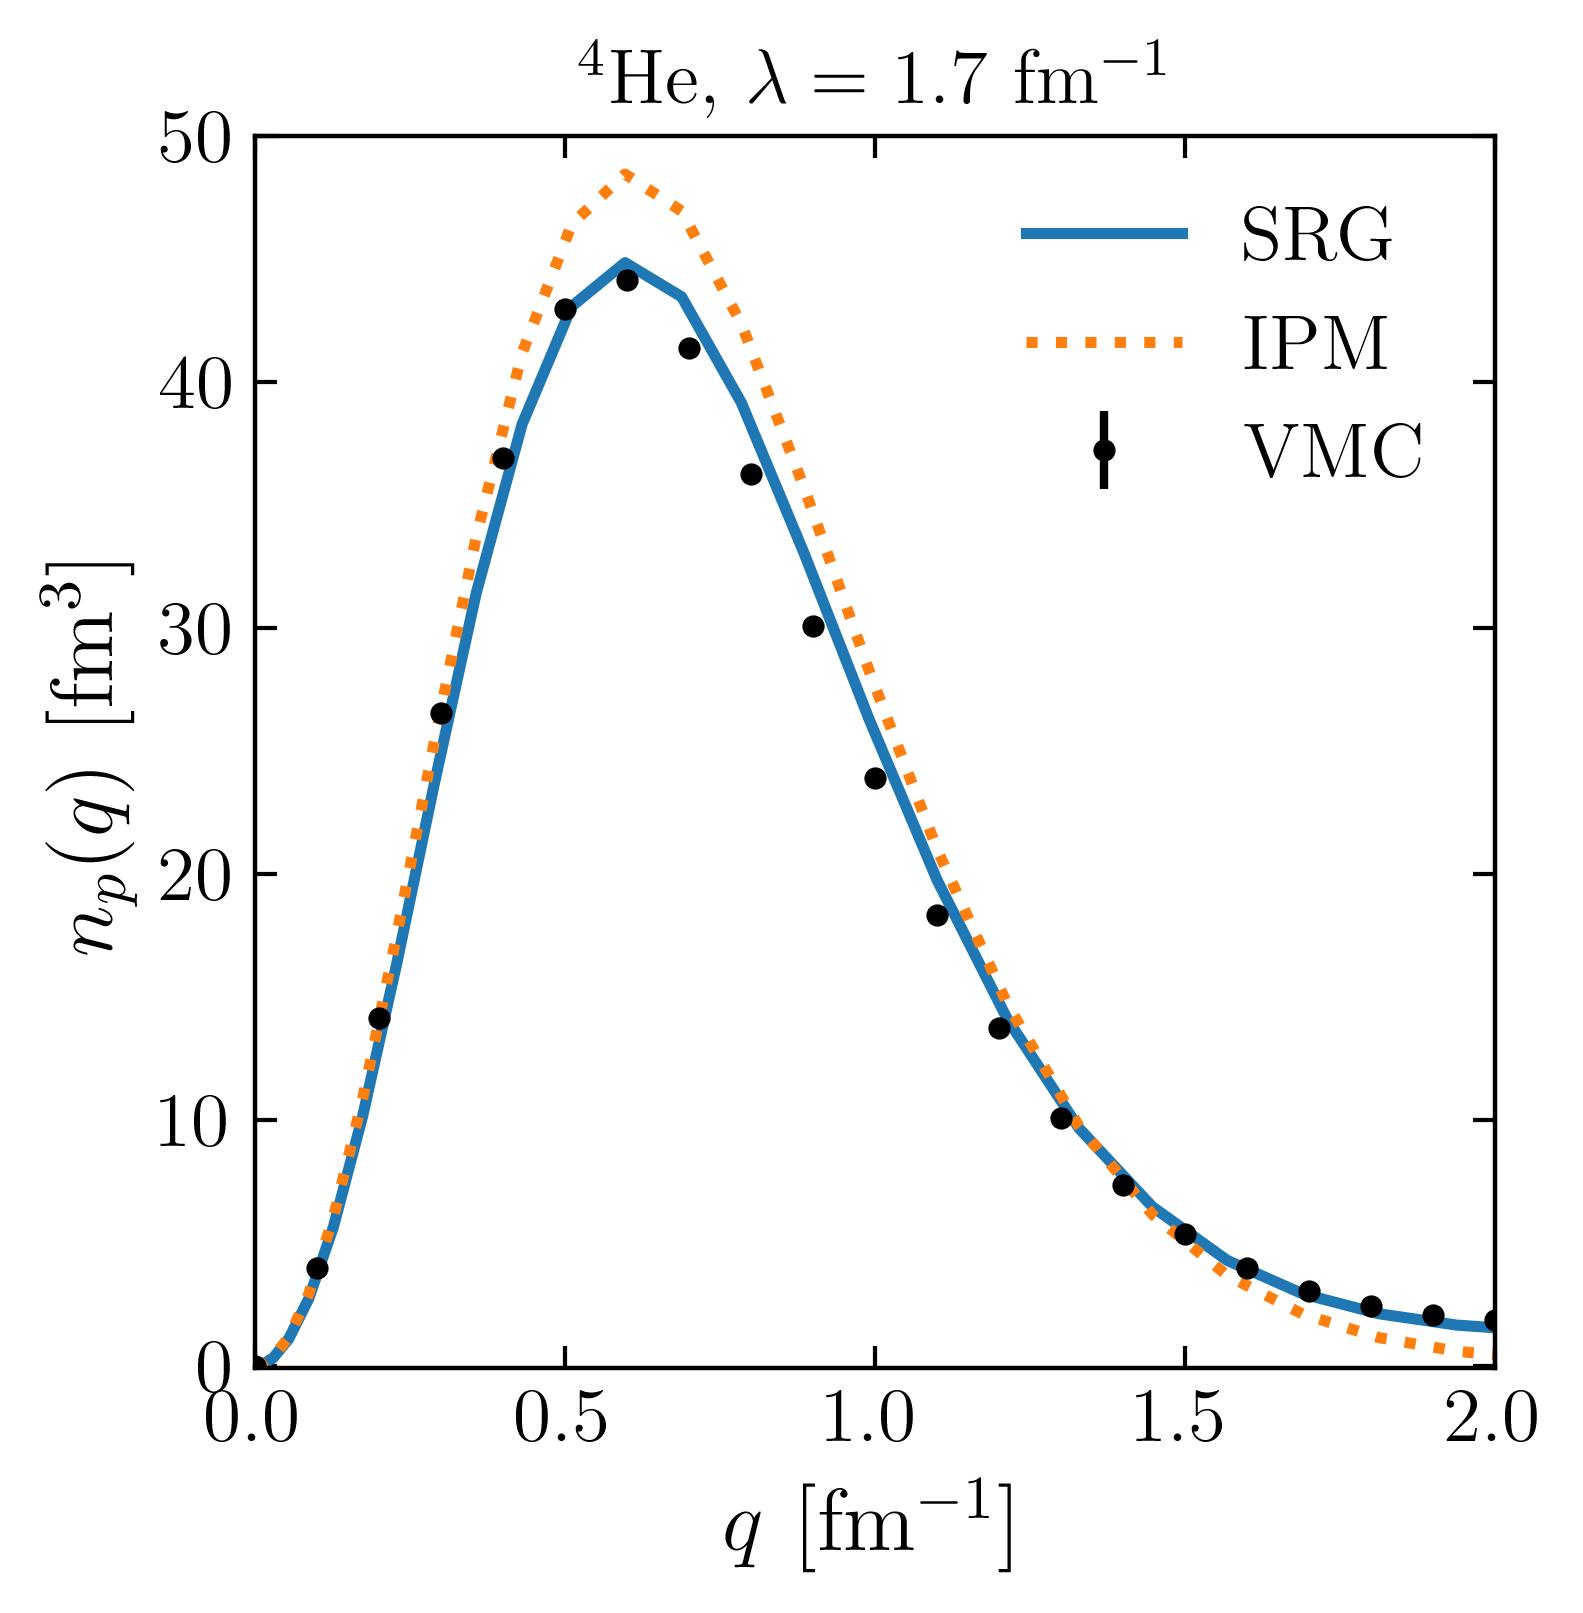 ⁴He, λ = 1.7 fm⁻¹
50
40
30
20
10
0
0.0 0.5 1.0 1.5 2.0
q [fm⁻¹]
nₚ(q) [fm³]
SRG
IPM
VMC